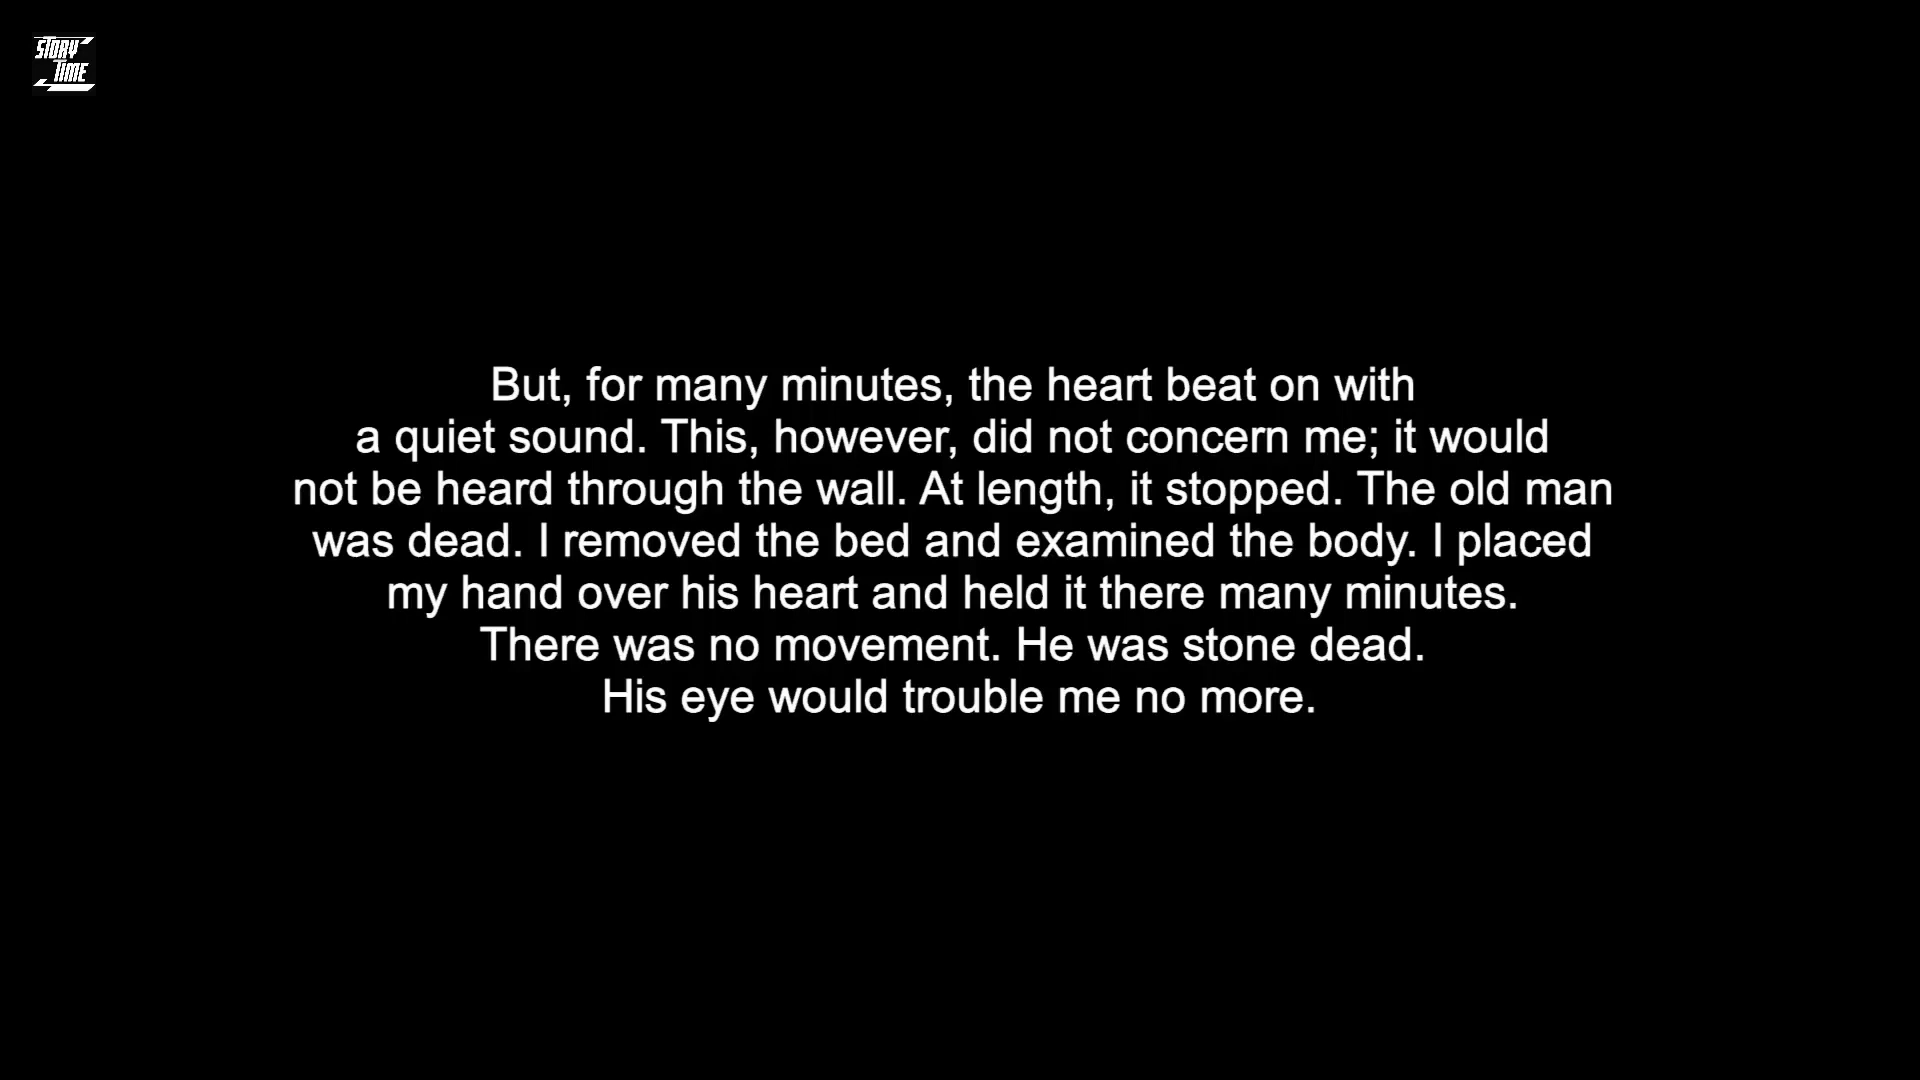 STORY
TIME
But, for many minutes, the heart beat on with
a quiet sound. This, however, did not concern me; it would
not be heard through the wall. At length, it stopped. The old man
was dead. I removed the bed and examined the body. I placed
my hand over his heart and held it there many minutes.
There was no movement. He was stone dead.
His eye would trouble me no more.